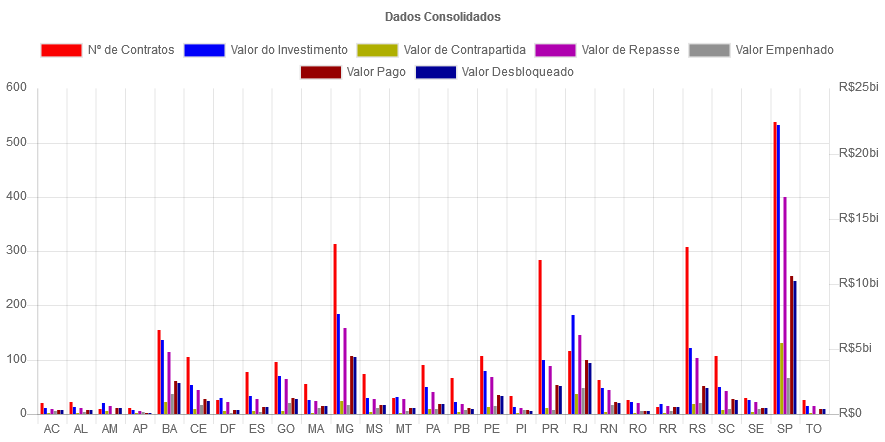 Dados Consolidados
Nº de Contratos Valor do Investimento Valor de Contrapartida Valor de Repasse Valor Empenhado
Valor Pago Valor Desbloqueado
600 R$25bi
500
R$20bi
400
R$15bi
300
R$10bi
200
100 R$5bi
0 R$0
AC AL AM AP BA CE DF ES GO MA MG MS MT PA PB PE PI PR RJ RN RO RR RS SC SE SP TO